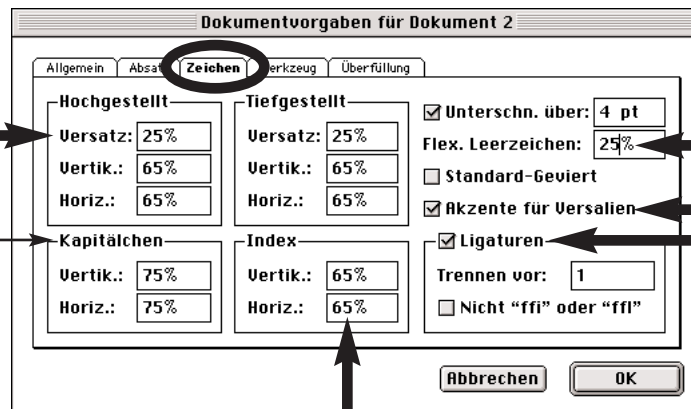 Dokumentvorgaben für Dokument 2
Allgemein Absatz Zeichen Werkzeug Überfüllung
Hochgestellt
Versatz: 25%
Vertik.: 65%
Horiz.: 65%
Tiefgestellt
Versatz: 25%
Vertik.: 65%
Horiz.: 65%
Unterschn. über: 4 pt
Flex. Leerzeichen: 25%
Standard-Geviert
Akzente für Versalien
Kapitälchen
Vertik.: 75%
Horiz.: 75%
Index
Vertik.: 65%
Horiz.: 65%
Ligaturen
Trennen vor: 1
Nicht “ffi” oder “ffl”
Abbrechen OK